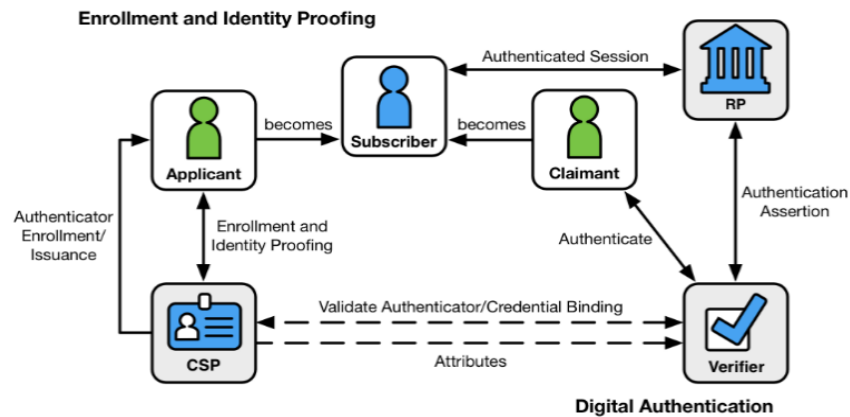 Enrollment and Identity Proofing
Authenticated Session
RP
becomes
Subscriber
becomes
Applicant
Claimant
Authenticator
Enrollment/
Issuance
Enrollment and
Identity Proofing
Authenticate
Authentication
Assertion
Validate Authenticator/Credential Binding
CSP
Attributes
Verifier
Digital Authentication